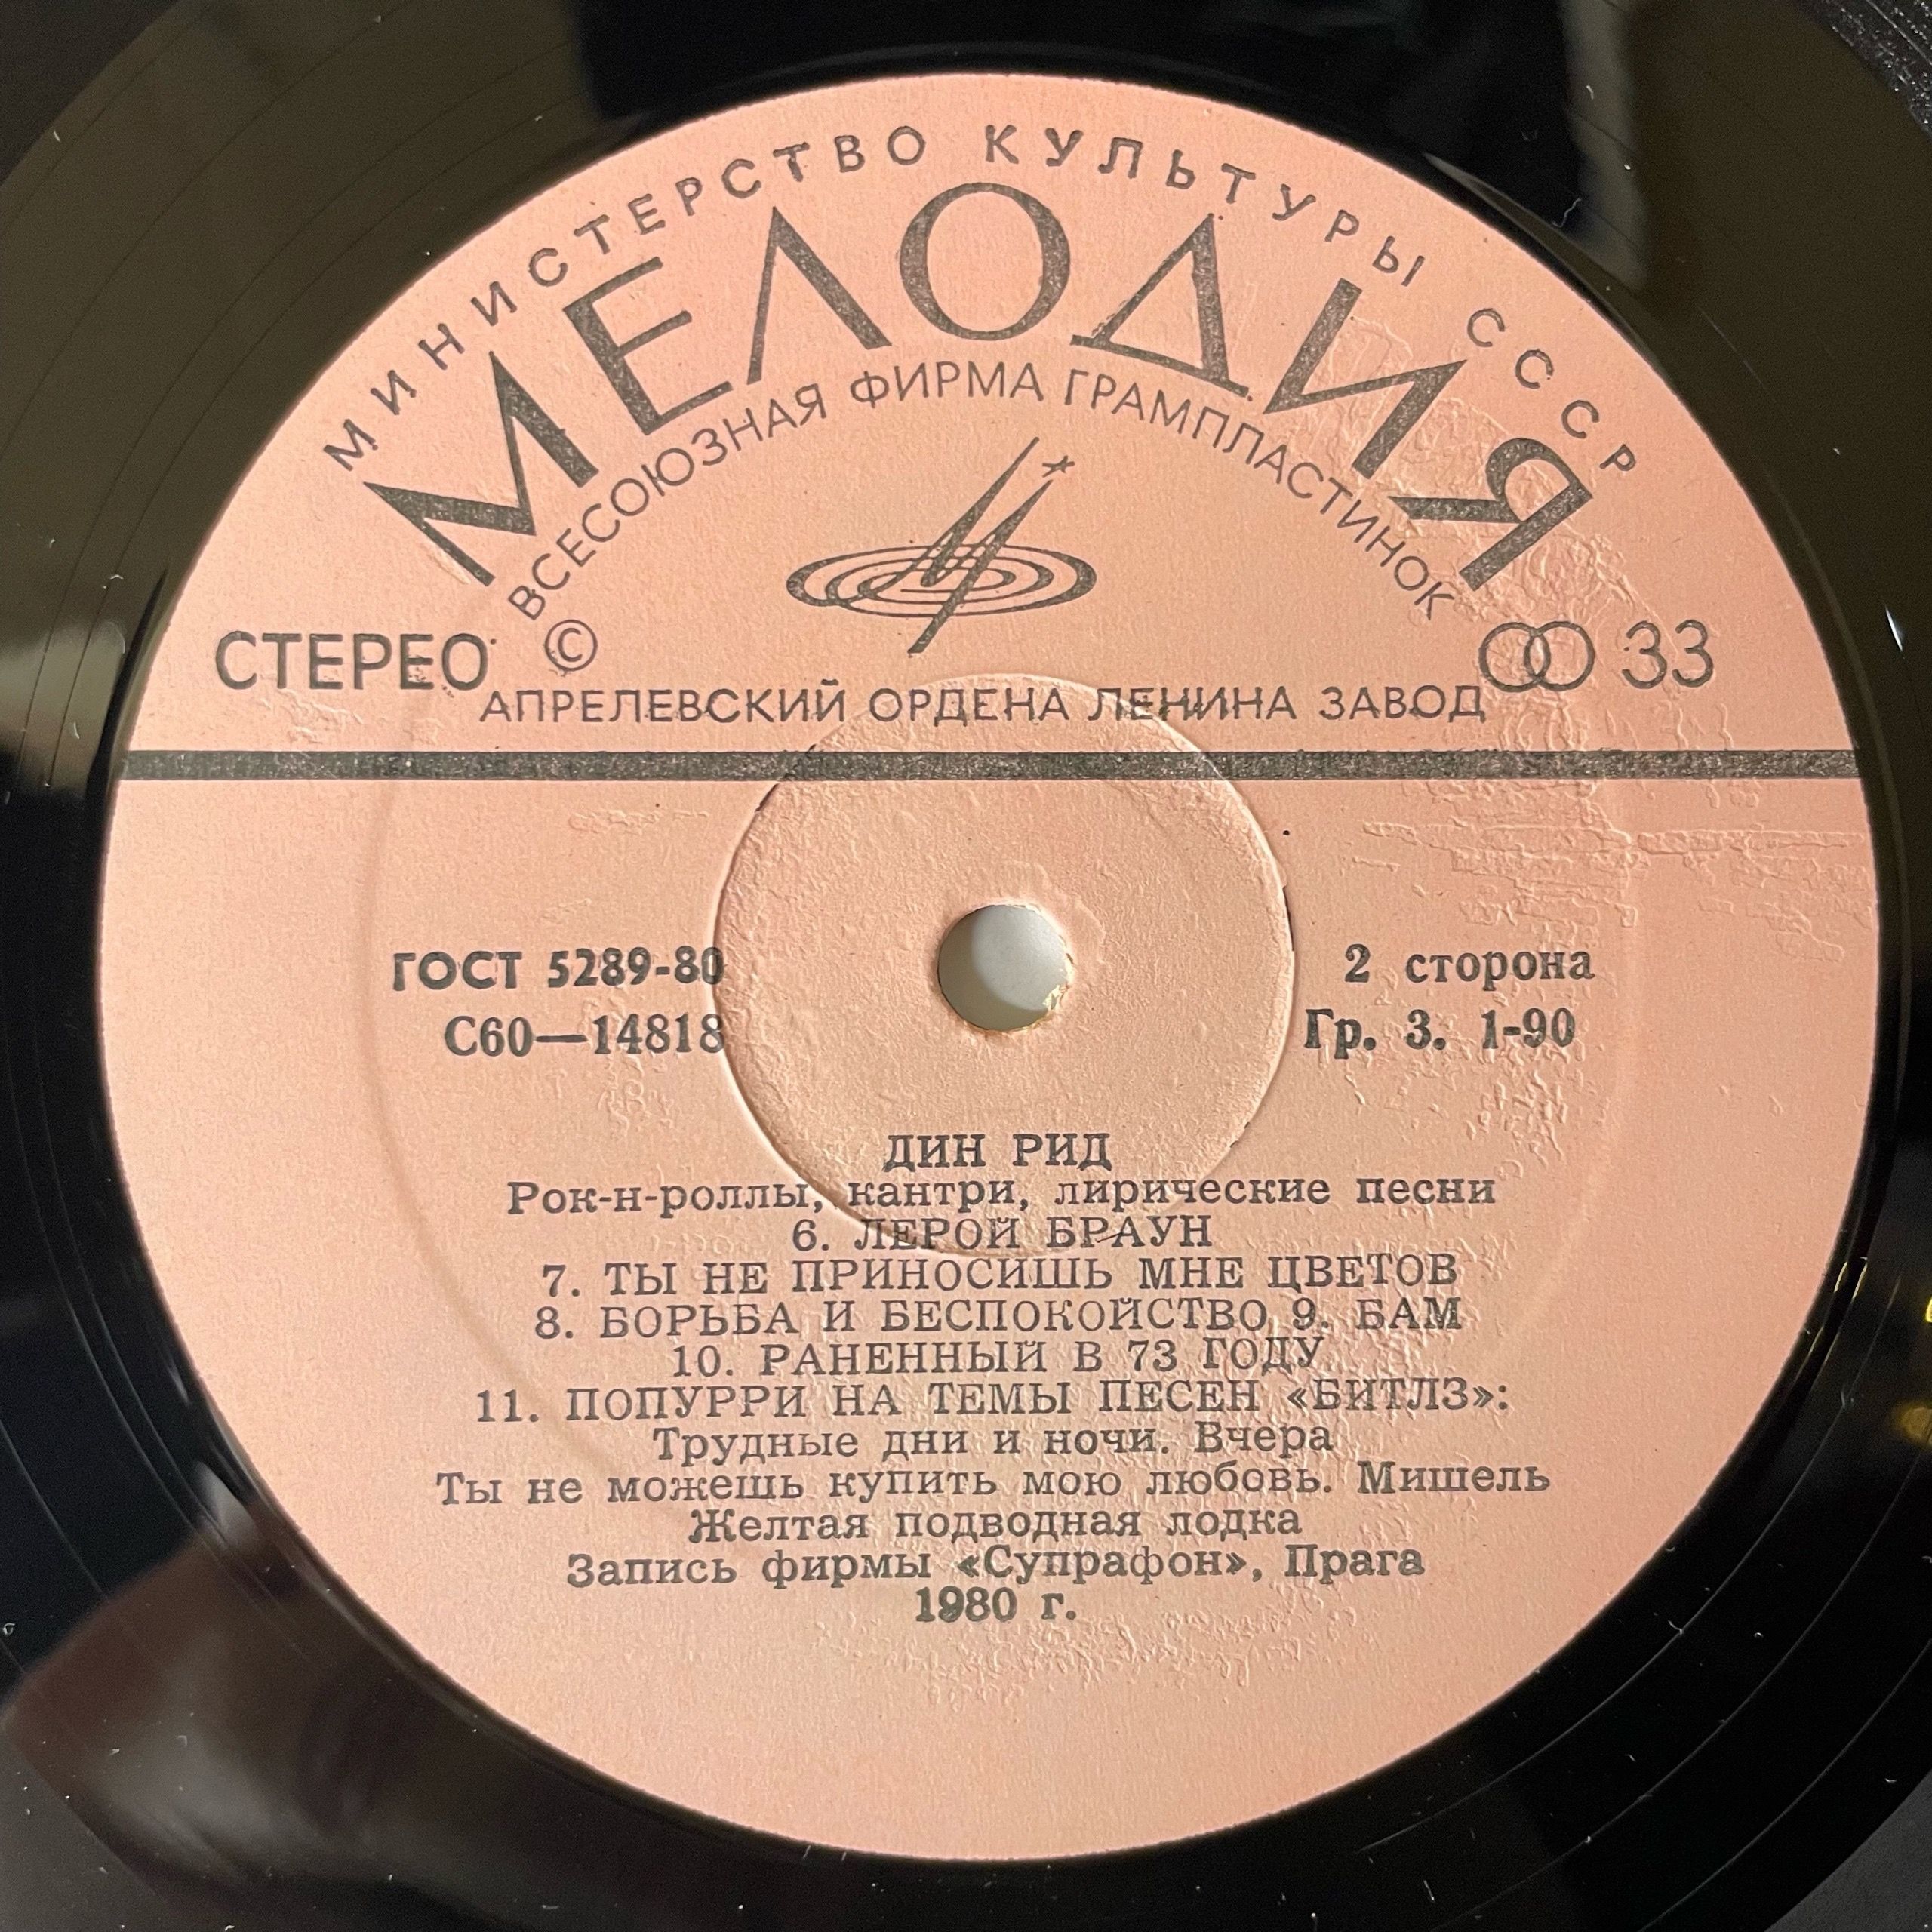 МИНИСТЕРСТВО КУЛЬТУРЫ СССР
МЕЛОДИЯ
ВСЕСОЮЗНАЯ ФИРМА ГРАМПЛАСТИНОК
СТЕРЕО © 33
АПРЕЛЕВСКИЙ ОРДЕНА ЛЕНИНА ЗАВОД
ГОСТ 5289-80 2 сторона
С60—14818 Гр. 3. 1-90
ДИН РИД
Рок-н-роллы, кантри, лирические песни
6. ЛЕРОЙ БРАУН
7. ТЫ НЕ ПРИНОСИШЬ МНЕ ЦВЕТОВ
8. БОРЬБА И БЕСПОКОЙСТВО 9. БАМ
10. РАНЕННЫЙ В 73 ГОДУ
11. ПОПУРРИ НА ТЕМЫ ПЕСЕН «БИТЛЗ»:
Трудные дни и ночи. Вчера
Ты не можешь купить мою любовь. Мишель
Желтая подводная лодка
Запись фирмы «Супрафон», Прага
1980 г.